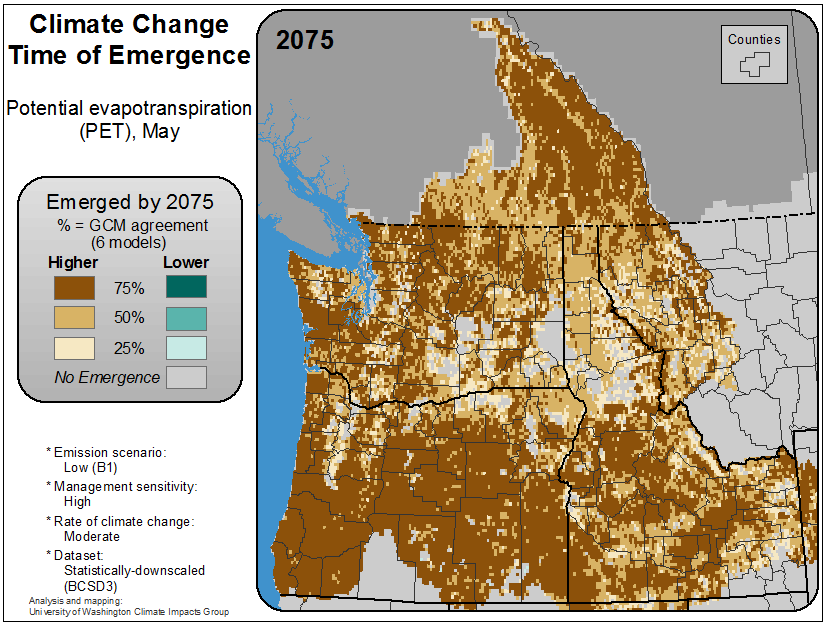 Climate Change
Time of Emergence
Potential evapotranspiration
(PET), May
Emerged by 2075
% = GCM agreement
(6 models)
Higher Lower
75%
50%
25%
No Emergence
* Emission scenario:
Low (B1)
* Management sensitivity:
High
* Rate of climate change:
Moderate
* Dataset:
Statistically-downscaled
(BCSD3)
Analysis and mapping:
University of Washington Climate Impacts Group
2075
Counties